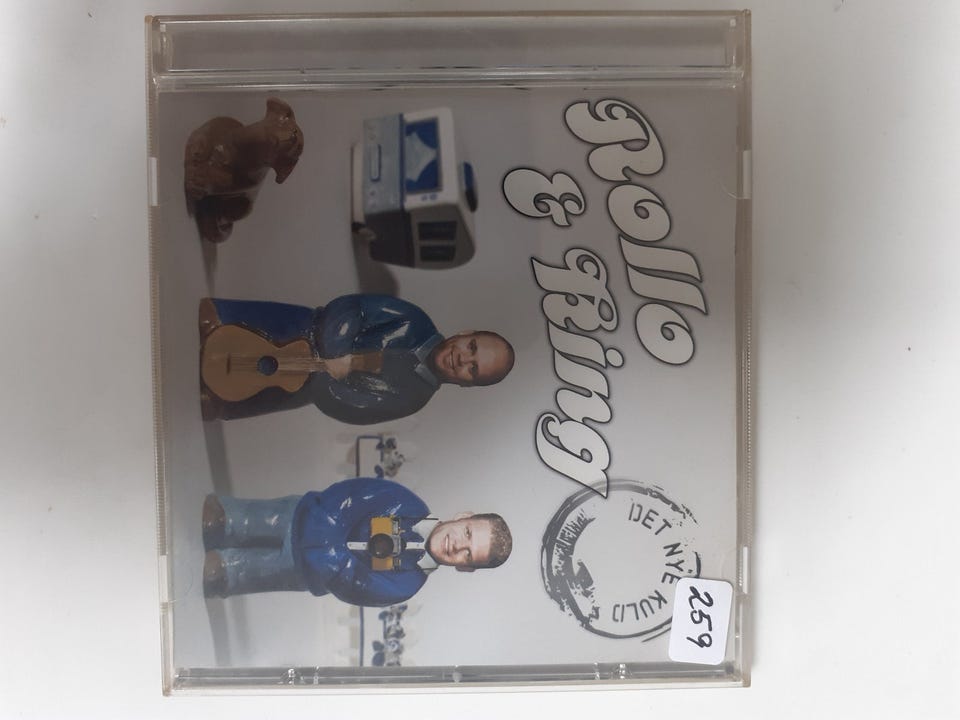 Rollo
& King
DET NYE KULD
259